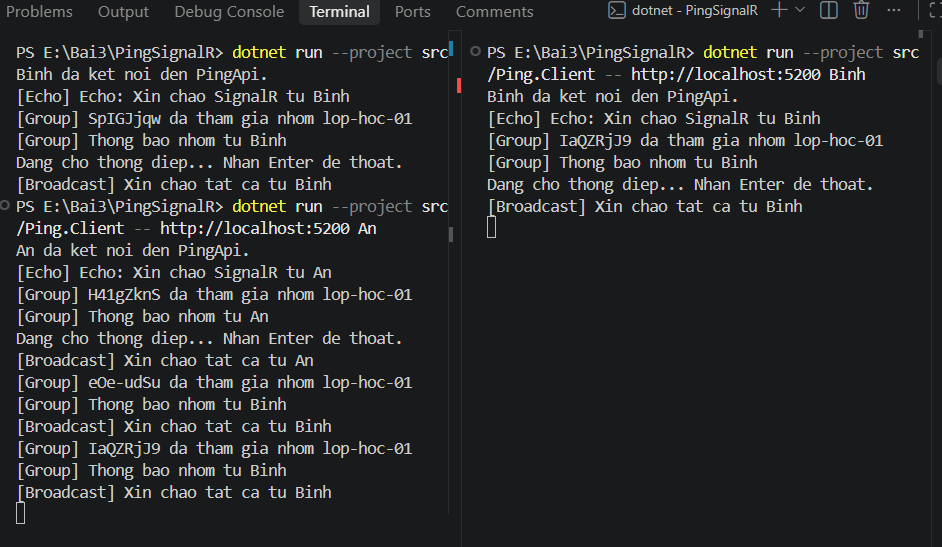 Problems Output Debug Console Terminal Ports Comments dotnet - PingSignalR
PS E:\Bai3\PingSignalR> dotnet run --project src
Binh da ket noi den PingApi.
[Echo] Echo: Xin chao SignalR tu Binh
[Group] SpIGJjqw da tham gia nhom lop-hoc-01
[Group] Thong bao nhom tu Binh
Dang cho thong diep... Nhan Enter de thoat.
[Broadcast] Xin chao tat ca tu Binh
PS E:\Bai3\PingSignalR> dotnet run --project src
/Ping.Client -- http://localhost:5200 An
An da ket noi den PingApi.
[Echo] Echo: Xin chao SignalR tu An
[Group] H41gZknS da tham gia nhom lop-hoc-01
[Group] Thong bao nhom tu An
Dang cho thong diep... Nhan Enter de thoat.
[Broadcast] Xin chao tat ca tu An
[Group] eOe-udSu da tham gia nhom lop-hoc-01
[Group] Thong bao nhom tu Binh
[Broadcast] Xin chao tat ca tu Binh
[Group] IaQZRjJ9 da tham gia nhom lop-hoc-01
[Group] Thong bao nhom tu Binh
[Broadcast] Xin chao tat ca tu Binh
PS E:\Bai3\PingSignalR> dotnet run --project src
/Ping.Client -- http://localhost:5200 Binh
Binh da ket noi den PingApi.
[Echo] Echo: Xin chao SignalR tu Binh
[Group] IaQZRjJ9 da tham gia nhom lop-hoc-01
[Group] Thong bao nhom tu Binh
Dang cho thong diep... Nhan Enter de thoat.
[Broadcast] Xin chao tat ca tu Binh